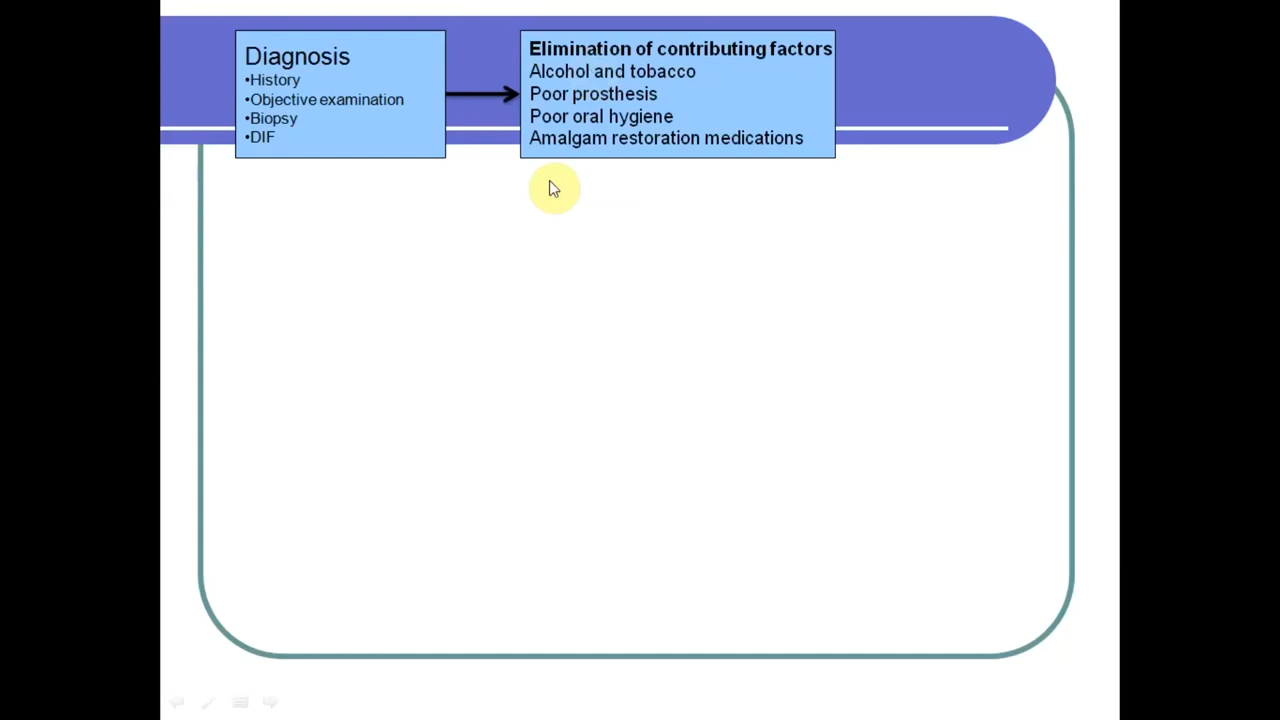 Diagnosis
•History
•Objective examination
•Biopsy
•DIF
Elimination of contributing factors
Alcohol and tobacco
Poor prosthesis
Poor oral hygiene
Amalgam restoration medications